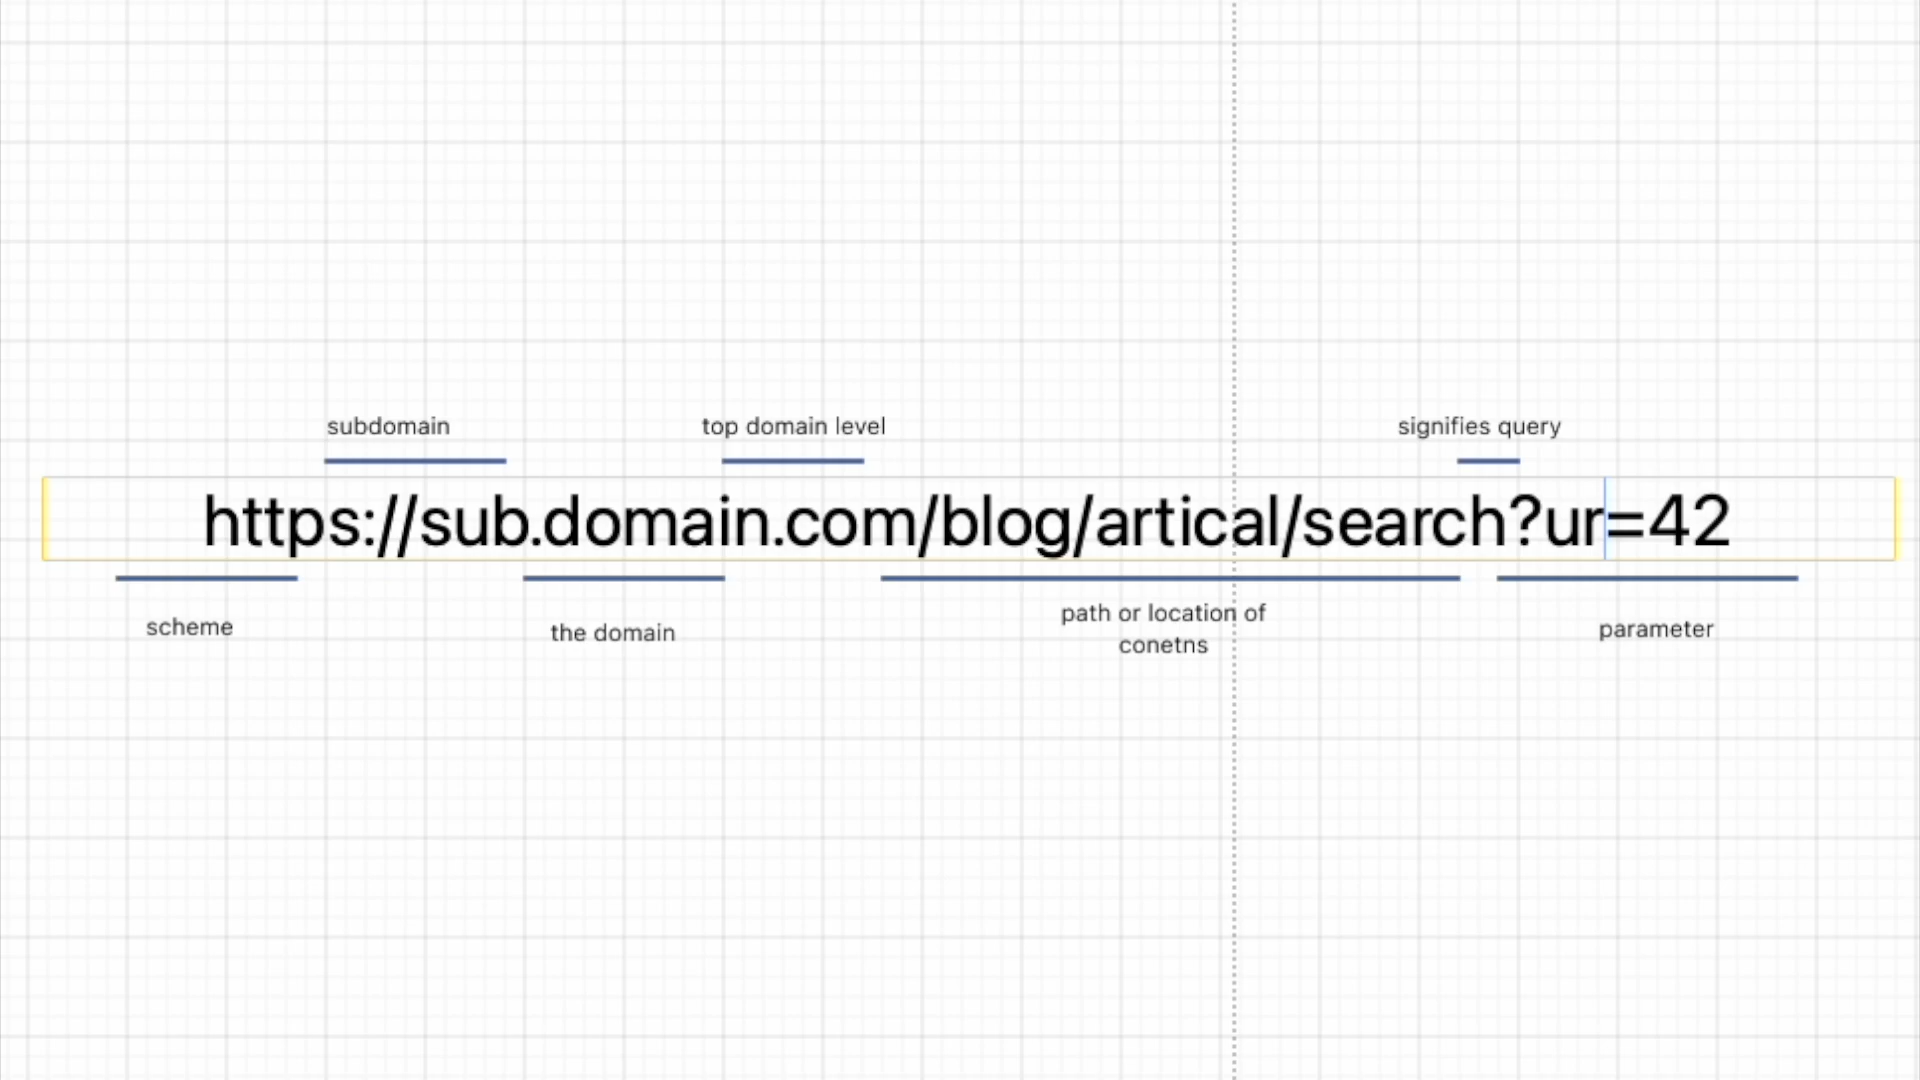 subdomain top domain level signifies query
https://sub.domain.com/blog/artical/search?ur=42
scheme the domain path or location of parameter
conetns